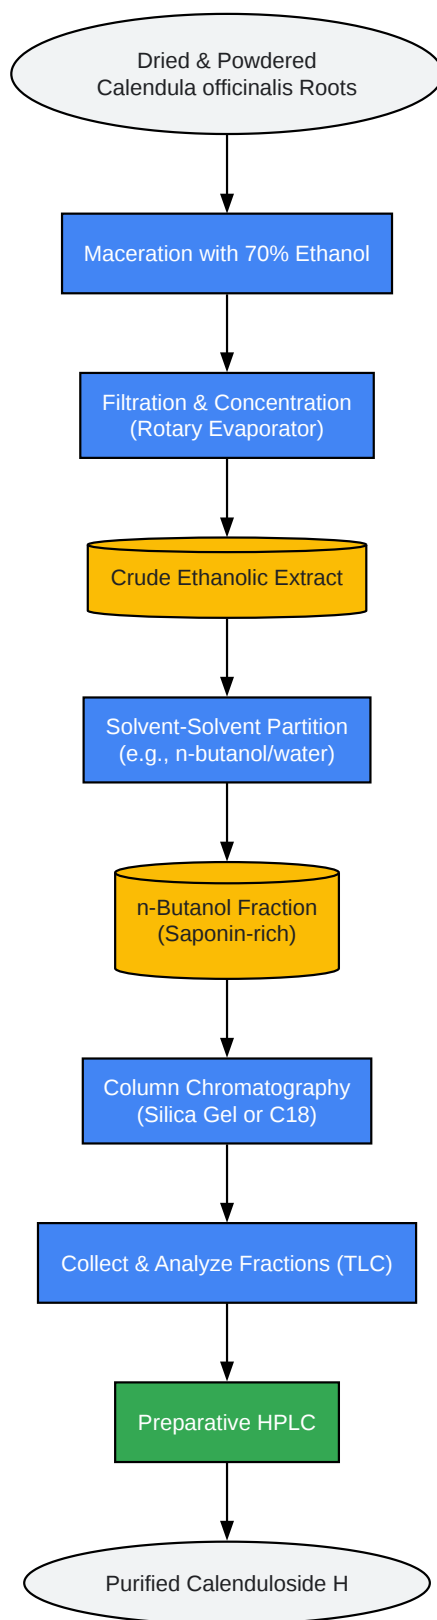 Dried & Powdered
Calendula officinalis Roots
Maceration with 70% Ethanol
Filtration & Concentration
(Rotary Evaporator)
Crude Ethanolic Extract
Solvent-Solvent Partition
(e.g., n-butanol/water)
n-Butanol Fraction
(Saponin-rich)
Column Chromatography
(Silica Gel or C18)
Collect & Analyze Fractions (TLC)
Preparative HPLC
Purified Calenduloside H